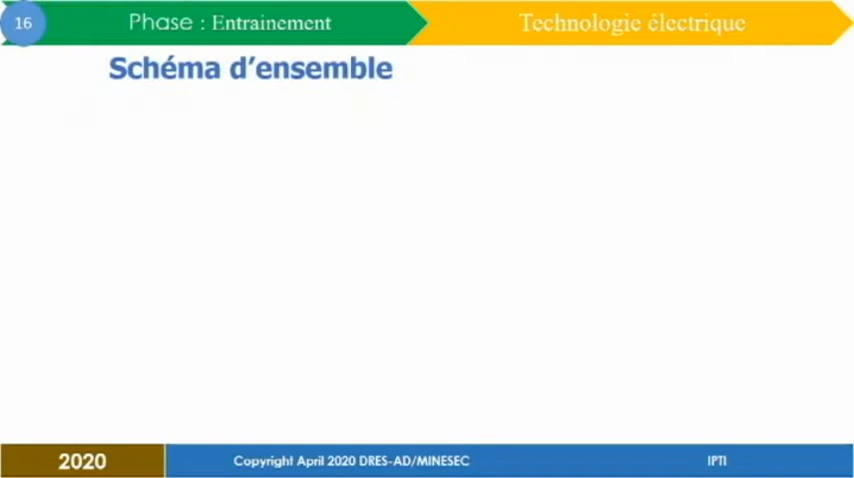 16
Phase : Entrainement
Technologie électrique
Schéma d’ensemble
2020
Copyright April 2020 DRES-AD/MINESEC
IPTI